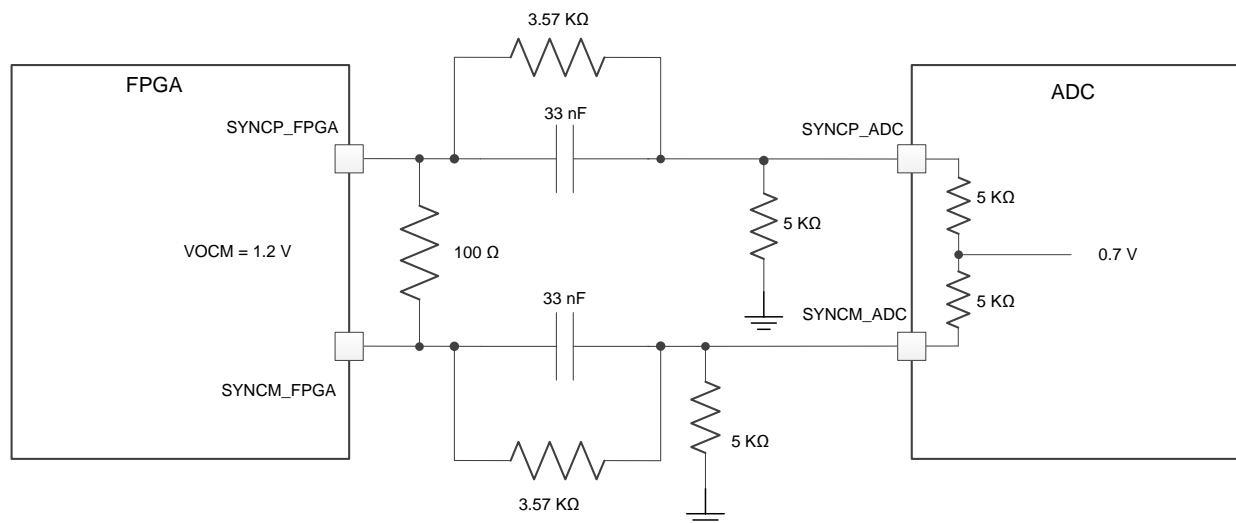 3.57 KΩ
FPGA
ADC
33 nF
SYNCP_FPGA
SYNCP_ADC
5 KΩ
5 KΩ
VOCM = 1.2 V
100 Ω
0.7 V
33 nF
5 KΩ
SYNCM_ADC
SYNCM_FPGA
5 KΩ
3.57 KΩ